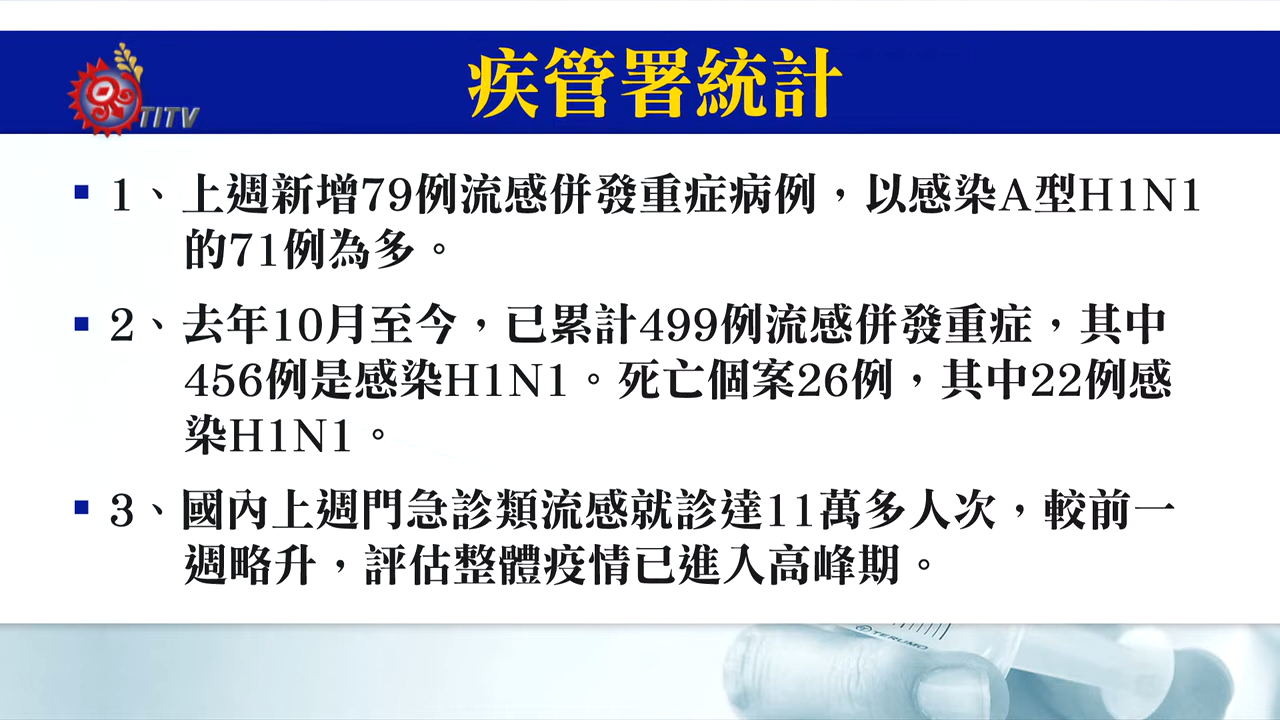 疾管署統計
TITV
1、上週新增79例流感併發重症病例，以感染A型H1N1
的71例為多。
2、去年10月至今，已累計499例流感併發重症，其中
456例是感染H1N1。死亡個案26例，其中22例感
染H1N1。
3、國內上週門急診類流感就診達11萬多人次，較前一
週略升，評估整體疫情已進入高峰期。
TERUMO